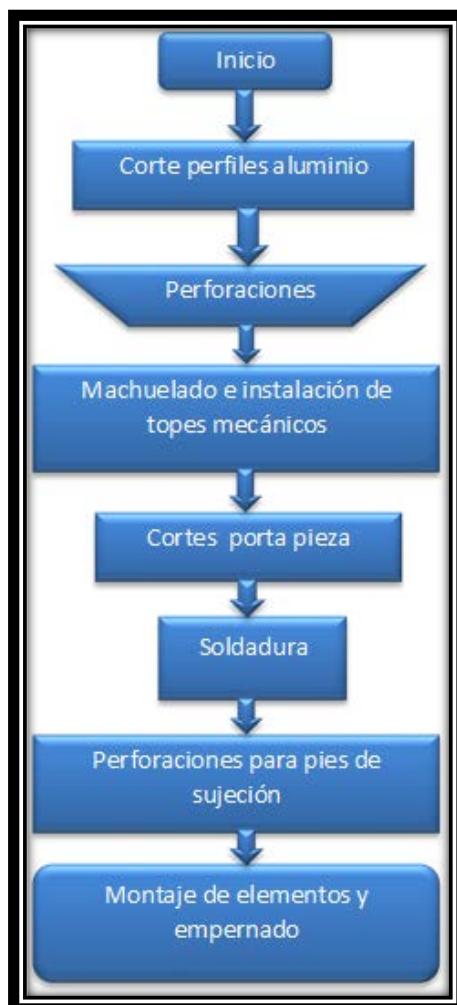 Inicio
Corte perfiles aluminio
Perforaciones
Machuelado e instalación de
topes mecánicos
Cortes porta pieza
Soldadura
Perforaciones para pies de
sujeción
Montaje de elementos y
empernado